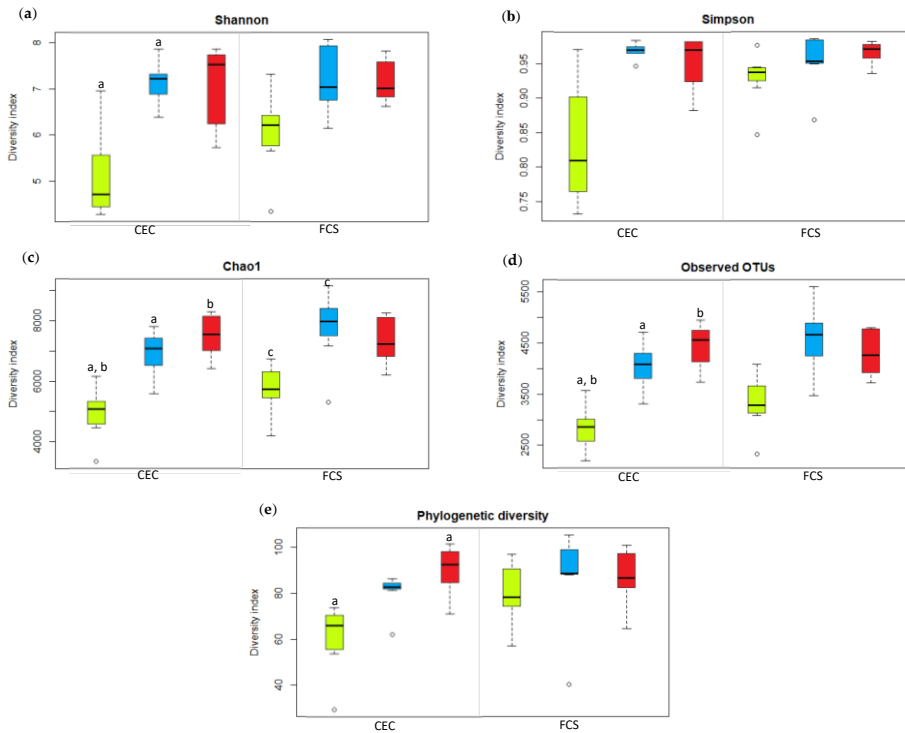 (a)
Shannon
Diversity index
8
7
6
5
a
a
CEC
FCS
(b)
Simpson
Diversity index
0.95
0.90
0.85
0.80
0.75
CEC
FCS
(c)
Chao1
Diversity index
8000
6000
4000
a, b
a
b
c
c
CEC
FCS
(d)
Observed OTUs
Diversity index
5500
4500
3500
2500
a, b
a
b
CEC
FCS
(e)
Phylogenetic diversity
Diversity index
100
80
60
40
a
a
CEC
FCS